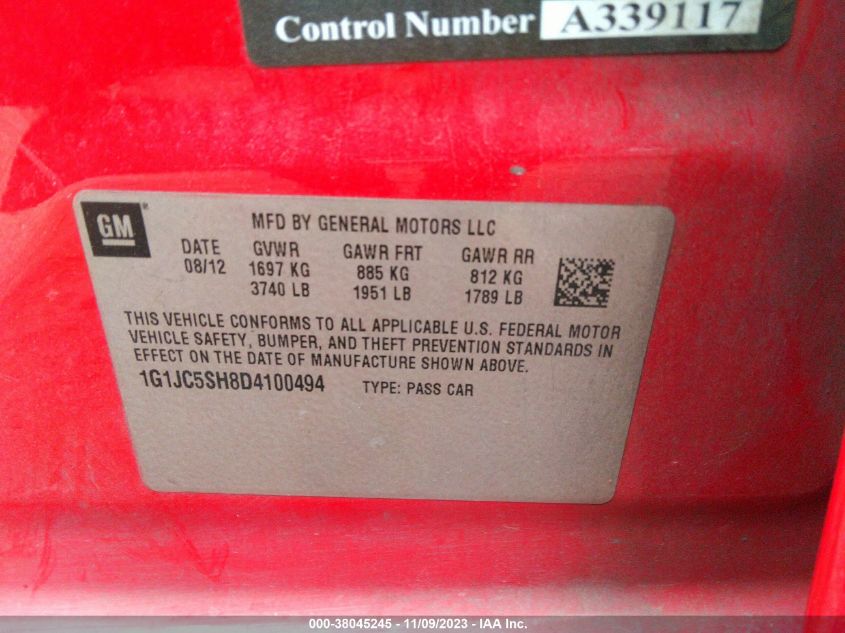 Control Number A339117
GM®
MFD BY GENERAL MOTORS LLC
DATE GVWR GAWR FRT GAWR RR
08/12 1697 KG 885 KG 812 KG
3740 LB 1951 LB 1789 LB
THIS VEHICLE CONFORMS TO ALL APPLICABLE U.S. FEDERAL MOTOR
VEHICLE SAFETY, BUMPER, AND THEFT PREVENTION STANDARDS IN
EFFECT ON THE DATE OF MANUFACTURE SHOWN ABOVE.
1G1JC5SH8D4100494 TYPE: PASS CAR
000-38045245 - 11/09/2023 - IAA Inc.